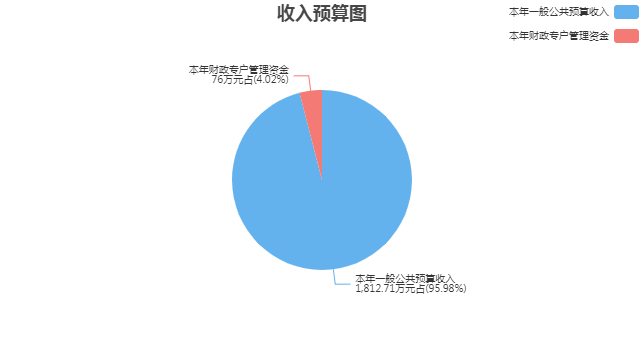 收入预算图
本年一般公共预算收入
本年财政专户管理资金
本年财政专户管理资金
76万元占(4.02%)
本年一般公共预算收入
1,812.71万元占(95.98%)